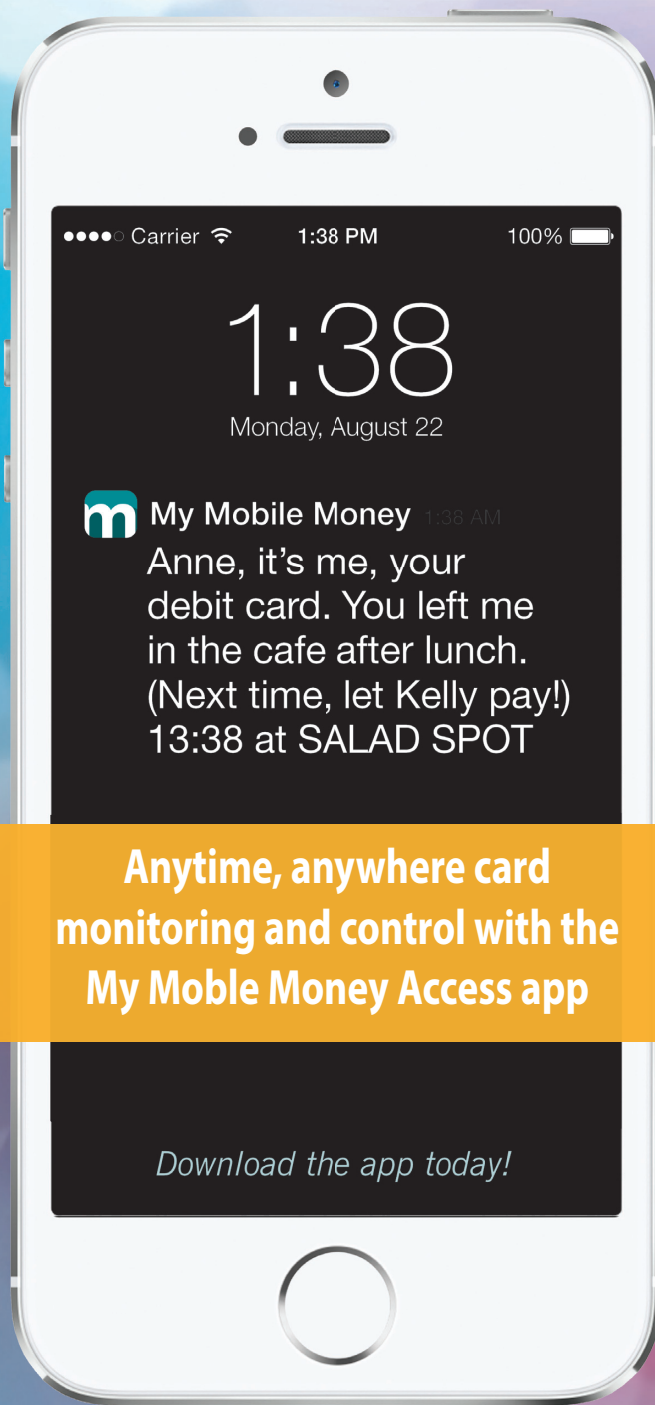 Carrier 1:38 PM 100%
1:38
Monday, August 22
m My Mobile Money 1:38 AM
Anne, it’s me, your
debit card. You left me
in the cafe after lunch.
(Next time, let Kelly pay!)
13:38 at SALAD SPOT
Anytime, anywhere card
monitoring and control with the
My Moble Money Access app
Download the app today!